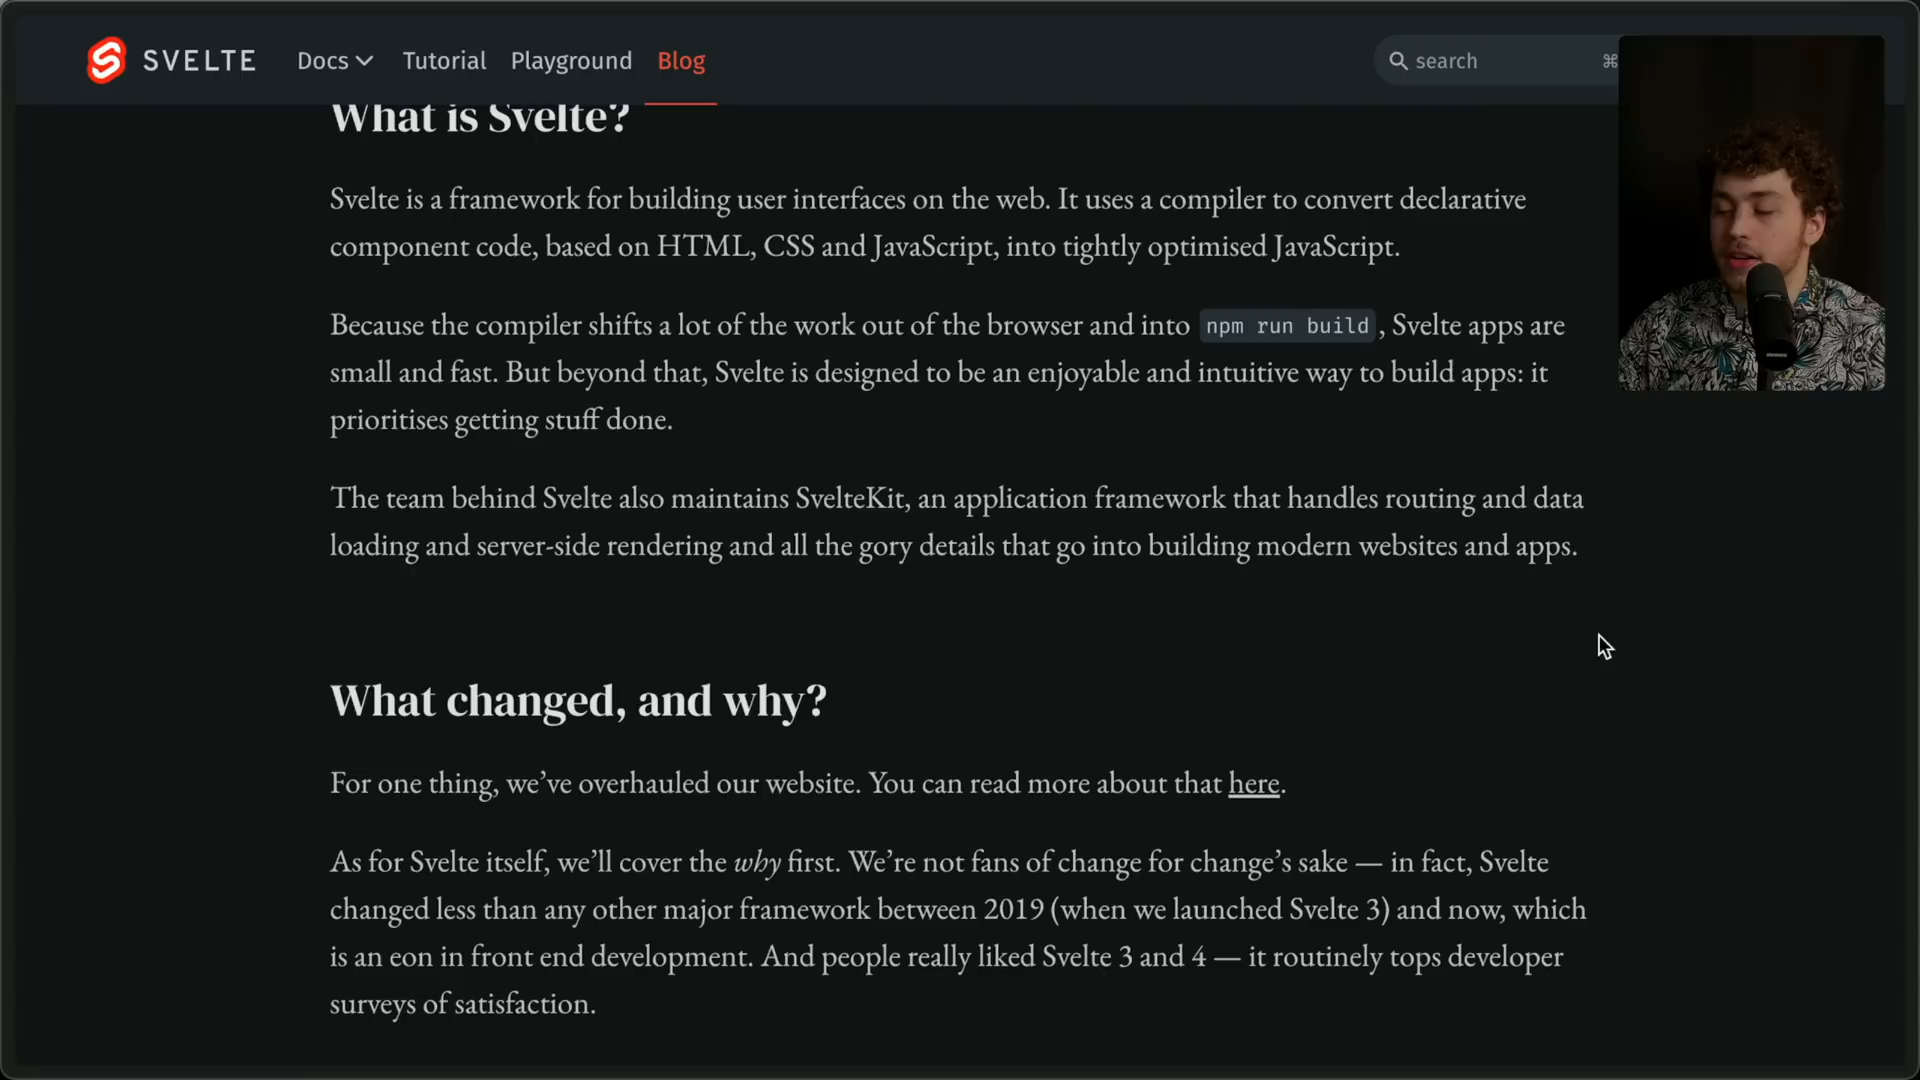 SVELTE Docs Tutorial Playground Blog search ⌘
What is Svelte?
Svelte is a framework for building user interfaces on the web. It uses a compiler to convert declarative
component code, based on HTML, CSS and JavaScript, into tightly optimised JavaScript.
Because the compiler shifts a lot of the work out of the browser and into npm run build, Svelte apps are
small and fast. But beyond that, Svelte is designed to be an enjoyable and intuitive way to build apps: it
prioritises getting stuff done.
The team behind Svelte also maintains SvelteKit, an application framework that handles routing and data
loading and server-side rendering and all the gory details that go into building modern websites and apps.
What changed, and why?
For one thing, we’ve overhauled our website. You can read more about that here.
As for Svelte itself, we’ll cover the why first. We’re not fans of change for change’s sake — in fact, Svelte
changed less than any other major framework between 2019 (when we launched Svelte 3) and now, which
is an eon in front end development. And people really liked Svelte 3 and 4 — it routinely tops developer
surveys of satisfaction.